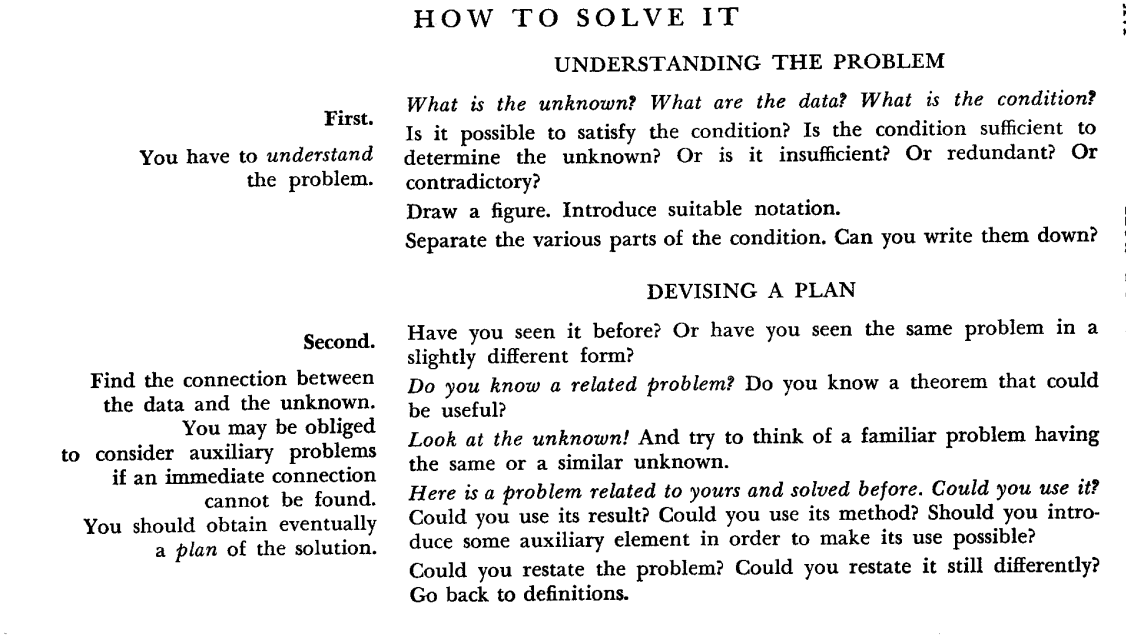 HOW TO SOLVE IT
UNDERSTANDING THE PROBLEM
First.
You have to understand
the problem.
What is the unknown? What are the data? What is the condition?
Is it possible to satisfy the condition? Is the condition sufficient to
determine the unknown? Or is it insufficient? Or redundant? Or
contradictory?
Draw a figure. Introduce suitable notation.
Separate the various parts of the condition. Can you write them down?
DEVISING A PLAN
Second.
Find the connection between
the data and the unknown.
You may be obliged
to consider auxiliary problems
if an immediate connection
cannot be found.
You should obtain eventually
a plan of the solution.
Have you seen it before? Or have you seen the same problem in a
slightly different form?
Do you know a related problem? Do you know a theorem that could
be useful?
Look at the unknown! And try to think of a familiar problem having
the same or a similar unknown.
Here is a problem related to yours and solved before. Could you use it?
Could you use its result? Could you use its method? Should you intro-
duce some auxiliary element in order to make its use possible?
Could you restate the problem? Could you restate it still differently?
Go back to definitions.